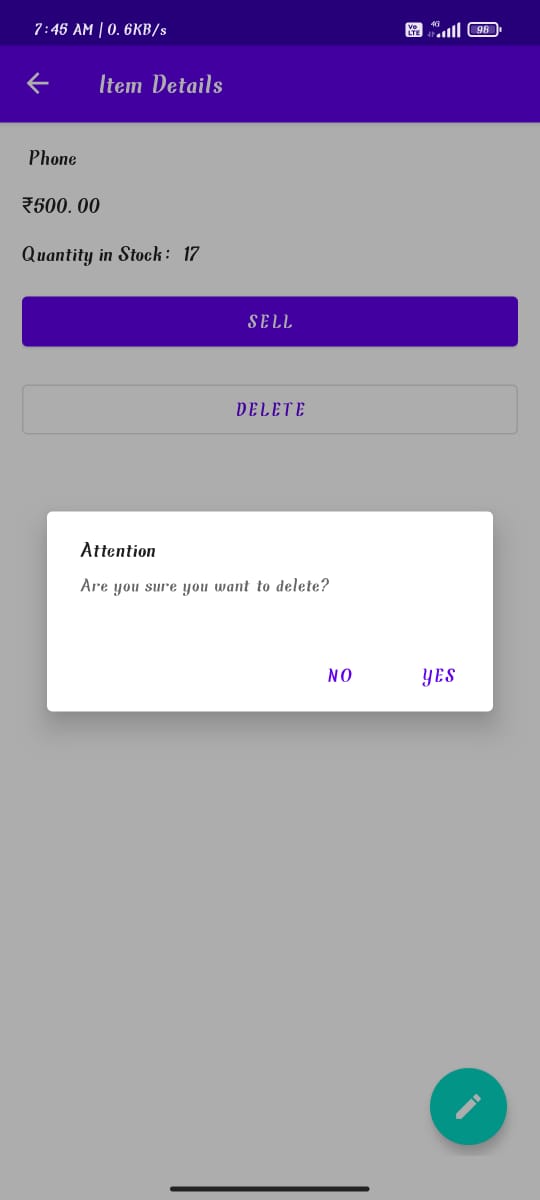 7:45 AM | 0.6KB/s
Vo LTE 4G 98
Item Details
Phone
₹500.00
Quantity in Stock: 17
SELL
DELETE
Attention
Are you sure you want to delete?
NO YES